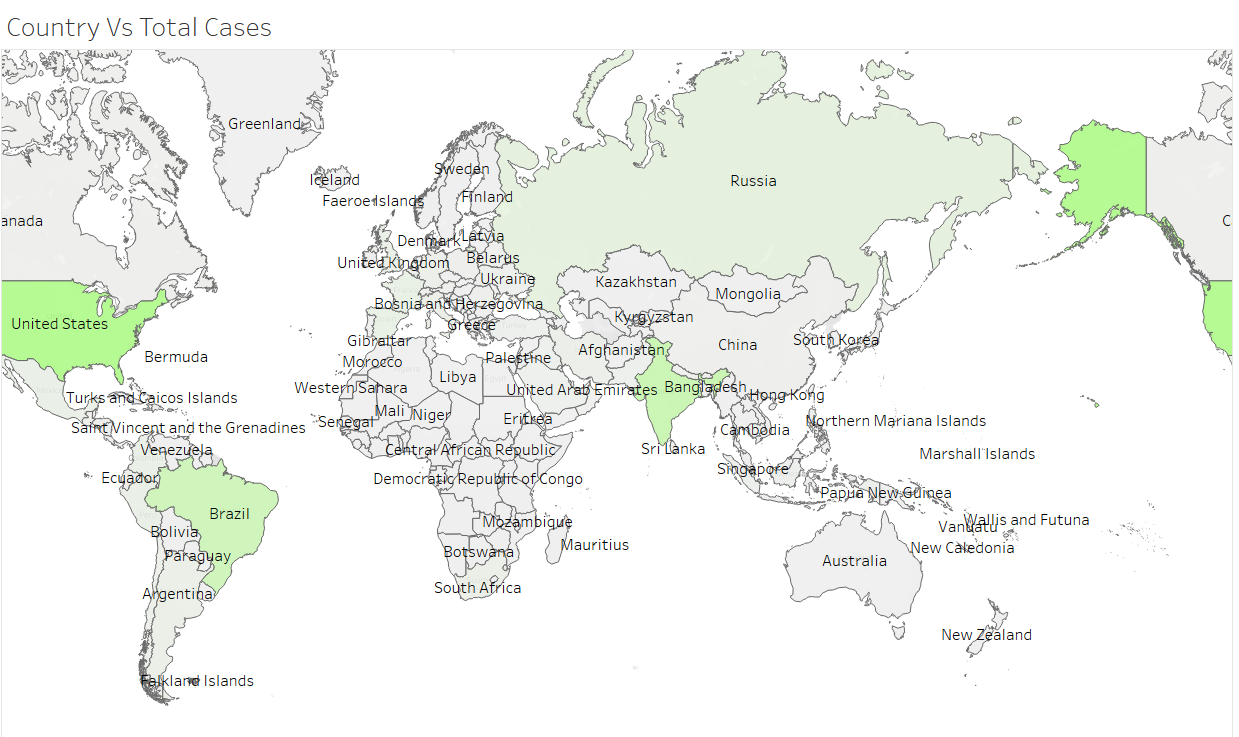 Country Vs Total Cases
Greenland
Iceland
Sweden
Russia
Faeroe Islands
Finland
anada
C
Denmark
Latvia
United Kingdom
Belarus
Ukraine
Kazakhstan
Mongolia
Bosnia and Herzegovina
United States
Greece
Kyrgyzstan
Gibraltar
South Korea
China
Afghanistan
Bermuda
Morocco
Palestine
Libya
Western Sahara
United Arab Emirates
Bangladesh
Hong Kong
Turks and Caicos Islands
Mali
Niger
Senegal
Eritrea
Northern Mariana Islands
Saint Vincent and the Grenadines
Cambodia
Venezuela
Central African Republic
Sri Lanka
Marshall Islands
Singapore
Ecuador
Democratic Republic of Congo
Papua New Guinea
Brazil
Mozambique
Wallis and Futuna
Vanuatu
Bolivia
Mauritius
New Caledonia
Paraguay
Botswana
Australia
South Africa
Argentina
New Zealand
Falkland Islands